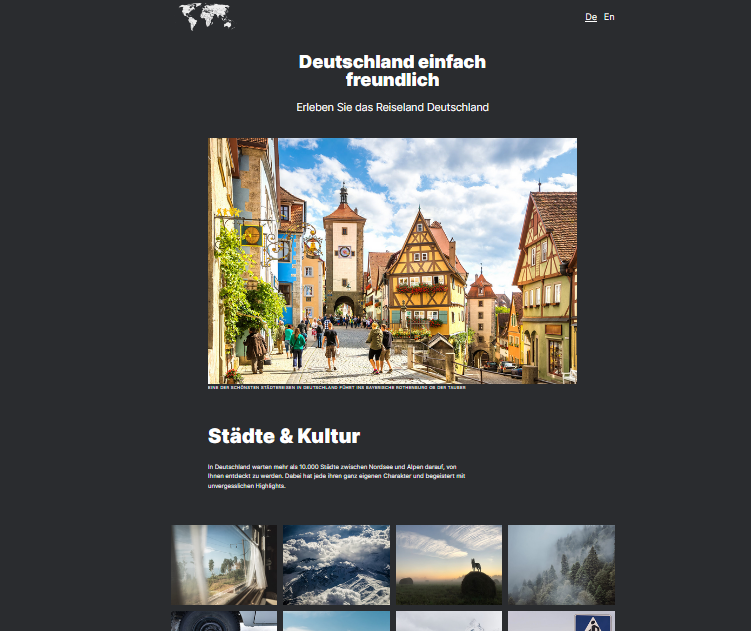 De En
Deutschland einfach
freundlich
Erleben Sie das Reiseland Deutschland
EINE DER SCHÖNSTEN STÄDTEREISEN IN DEUTSCHLAND FÜHRT INS BAYERISCHE ROTHENBURG OB DER TAUBER
Städte & Kultur
In Deutschland warten mehr als 10.000 Städte zwischen Nordsee und Alpen darauf, von
Ihnen entdeckt zu werden. Dabei hat jede ihren ganz eigenen Charakter und begeistert mit
unvergesslichen Highlights.